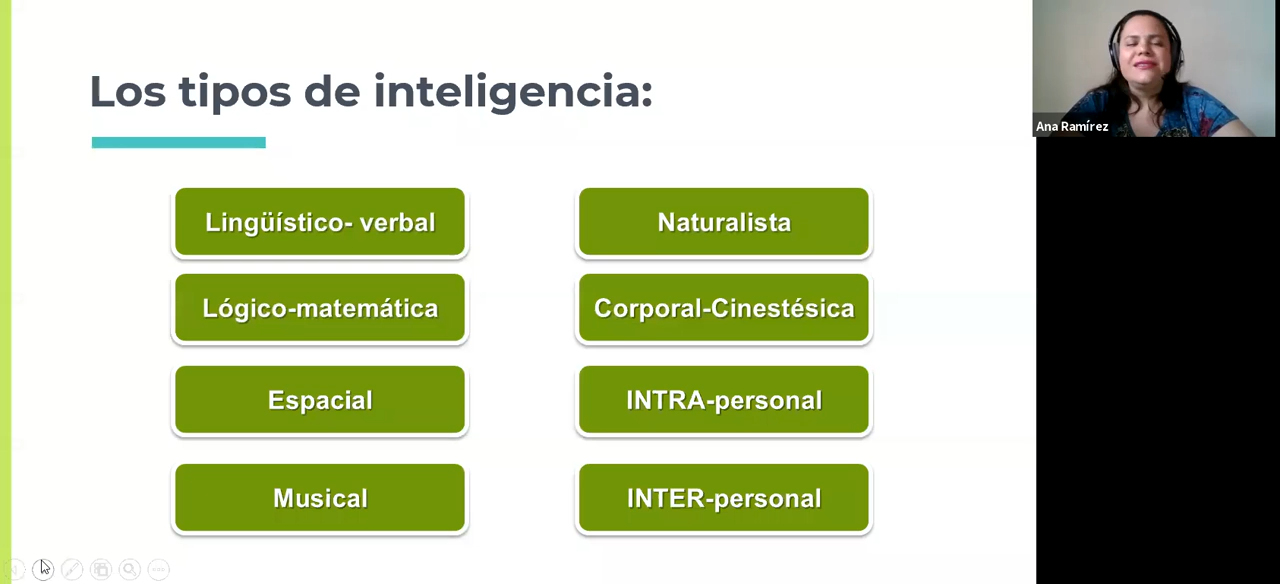 Los tipos de inteligencia:
Lingüístico- verbal
Naturalista
Lógico-matemática
Corporal-Cinestésica
Espacial
INTRA-personal
Musical
INTER-personal
Ana Ramírez